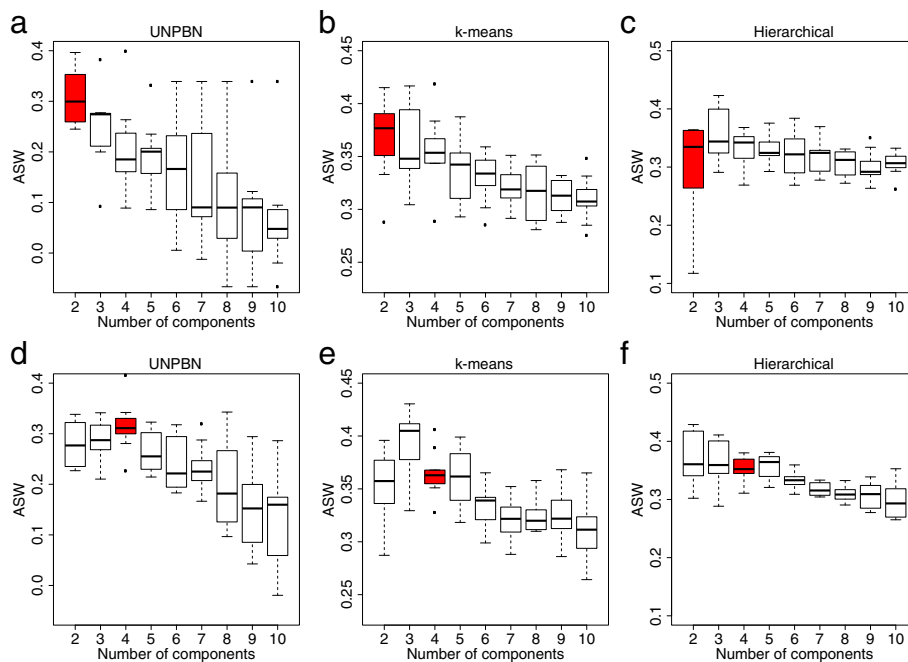 a UNPBN
0.4
0.3
0.2
0.1
0.0
ASW
2 3 4 5 6 7 8 9 10
Number of components
b k-means
0.45
0.4
0.35
0.3
0.25
ASW
2 3 4 5 6 7 8 9 10
Number of components
c Hierarchical
0.5
0.4
0.3
0.2
0.1
ASW
2 3 4 5 6 7 8 9 10
Number of components
d UNPBN
0.4
0.3
0.2
0.1
0.0
ASW
2 3 4 5 6 7 8 9 10
Number of components
e k-means
0.45
0.4
0.35
0.3
0.25
ASW
2 3 4 5 6 7 8 9 10
Number of components
f Hierarchical
0.5
0.4
0.3
0.2
0.1
ASW
2 3 4 5 6 7 8 9 10
Number of components